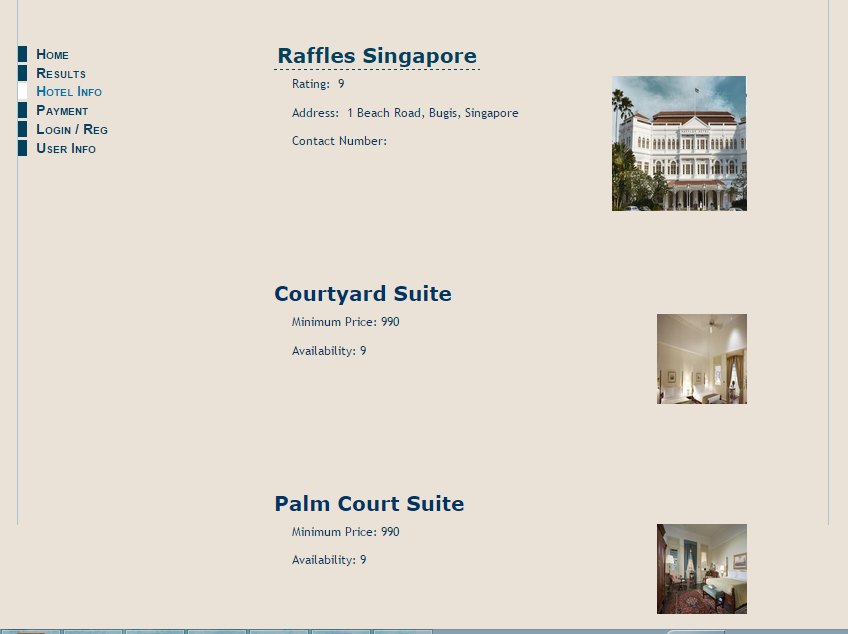 Home
Results
Hotel Info
Payment
Login / Reg
User Info
Raffles Singapore
Rating: 9
Address: 1 Beach Road, Bugis, Singapore
Contact Number:
Courtyard Suite
Minimum Price: 990
Availability: 9
Palm Court Suite
Minimum Price: 990
Availability: 9